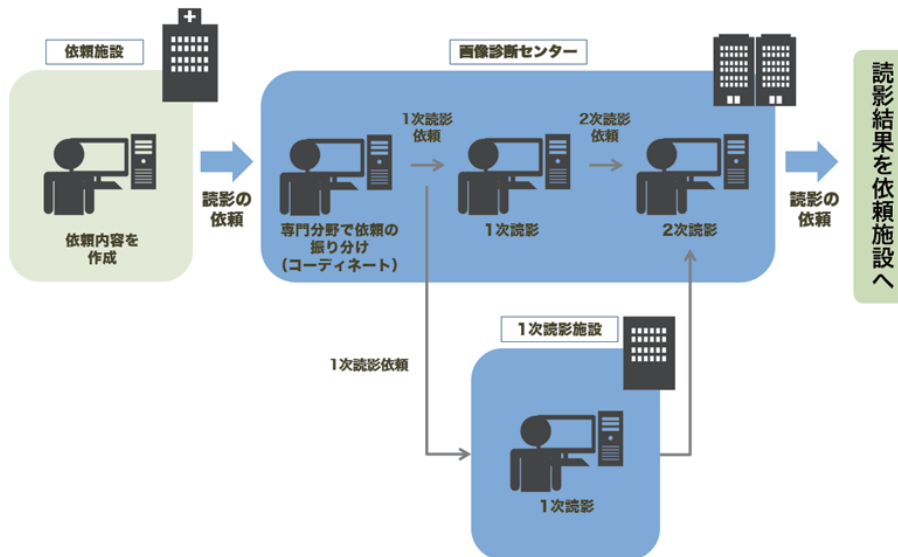 依頼施設
画像診断センター
1次読影
依頼
2次読影
依頼
読影の
依頼
依頼内容を
作成
専門分野で依頼の
振り分け
（コーディネート）
1次読影
2次読影
読影の
依頼
読影結果を依頼施設へ
1次読影施設
1次読影依頼
1次読影